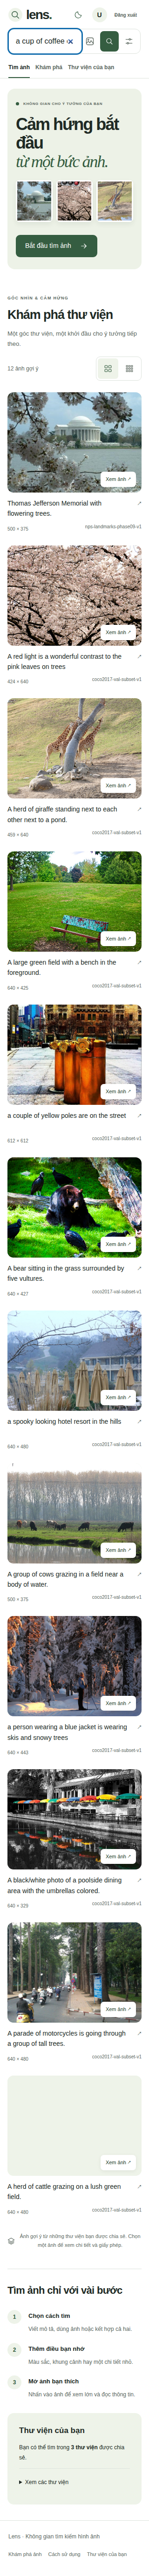 lens.
U
Đăng xuất
a cup of coffee
Tìm ảnh
Khám phá
Thư viện của bạn
KHÔNG GIAN CHO Ý TƯỞNG CỦA BẠN
Cảm hứng bắt đầu
từ một bức ảnh.
Bắt đầu tìm ảnh →
GÓC NHÌN & CẢM HỨNG
Khám phá thư viện
Một góc thư viện, một khởi đầu cho ý tưởng tiếp
theo.
12 ảnh gợi ý
Xem ảnh ↗
Thomas Jefferson Memorial with
flowering trees.
↗
500 × 375
nps-landmarks-phase09-v1
Xem ảnh ↗
A red light is a wonderful contrast to the
pink leaves on trees
↗
424 × 640
coco2017-val-subset-v1
Xem ảnh ↗
A herd of giraffe standing next to each
other next to a pond.
↗
459 × 640
coco2017-val-subset-v1
Xem ảnh ↗
A large green field with a bench in the
foreground.
↗
640 × 425
coco2017-val-subset-v1
Xem ảnh ↗
a couple of yellow poles are on the street
↗
612 × 612
coco2017-val-subset-v1
Xem ảnh ↗
A bear sitting in the grass surrounded by
five vultures.
↗
640 × 427
coco2017-val-subset-v1
Xem ảnh ↗
a spooky looking hotel resort in the hills
↗
640 × 480
coco2017-val-subset-v1
Xem ảnh ↗
A group of cows grazing in a field near a
body of water.
↗
500 × 375
coco2017-val-subset-v1
Xem ảnh ↗
a person wearing a blue jacket is wearing
skis and snowy trees
↗
640 × 443
coco2017-val-subset-v1
Xem ảnh ↗
A black/white photo of a poolside dining
area with the umbrellas colored.
↗
640 × 329
coco2017-val-subset-v1
Xem ảnh ↗
A parade of motorcycles is going through
a group of tall trees.
↗
640 × 480
coco2017-val-subset-v1
Xem ảnh ↗
A herd of cattle grazing on a lush green
field.
↗
640 × 480
coco2017-val-subset-v1
Ảnh gợi ý từ những thư viện bạn được chia sẻ. Chọn
một ảnh để xem chi tiết và giấy phép.
Tìm ảnh chỉ với vài bước
1
Chọn cách tìm
Viết mô tả, dùng ảnh hoặc kết hợp cả hai.
2
Thêm điều bạn nhớ
Màu sắc, khung cảnh hay một chi tiết nhỏ.
3
Mở ảnh bạn thích
Nhấn vào ảnh để xem lớn và đọc thông tin.
Thư viện của bạn
Bạn có thể tìm trong 3 thư viện được chia
sẻ.
Xem các thư viện
Lens · Không gian tìm kiếm hình ảnh
Khám phá ảnh
Cách sử dụng
Thư viện của bạn